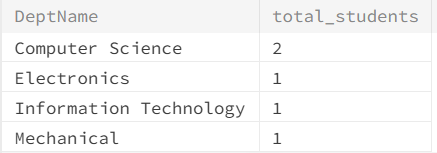 DeptName total_students
Computer Science 2
Electronics 1
Information Technology 1
Mechanical 1